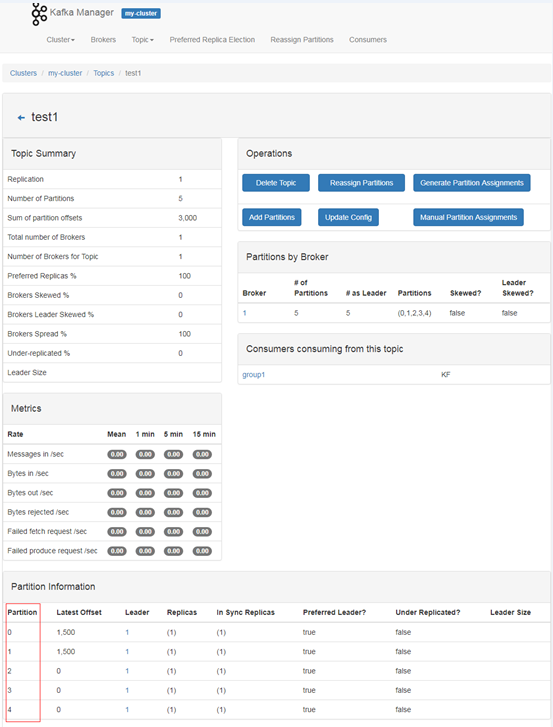 Kafka Manager my-cluster
Cluster Brokers Topic Preferred Replica Election Reassign Partitions Consumers
Clusters / my-cluster / Topics / test1
← test1
Topic Summary
Replication 1
Number of Partitions 5
Sum of partition offsets 3,000
Total number of Brokers 1
Number of Brokers for Topic 1
Preferred Replicas % 100
Brokers Skewed % 0
Brokers Leader Skewed % 0
Brokers Spread % 100
Under-replicated % 0
Leader Size
Operations
Delete Topic Reassign Partitions Generate Partition Assignments
Add Partitions Update Config Manual Partition Assignments
Partitions by Broker
Broker # of Partitions # as Leader Partitions Skewed? Leader Skewed?
1 5 5 (0,1,2,3,4) false false
Consumers consuming from this topic
group1 KF
Metrics
Rate Mean 1 min 5 min 15 min
Messages in /sec 0.00 0.00 0.00 0.00
Bytes in /sec 0.00 0.00 0.00 0.00
Bytes out /sec 0.00 0.00 0.00 0.00
Bytes rejected /sec 0.00 0.00 0.00 0.00
Failed fetch request /sec 0.00 0.00 0.00 0.00
Failed produce request /sec 0.00 0.00 0.00 0.00
Partition Information
Partition Latest Offset Leader Replicas In Sync Replicas Preferred Leader? Under Replicated? Leader Size
0 1,500 1 (1) (1) true false
1 1,500 1 (1) (1) true false
2 0 1 (1) (1) true false
3 0 1 (1) (1) true false
4 0 1 (1) (1) true false